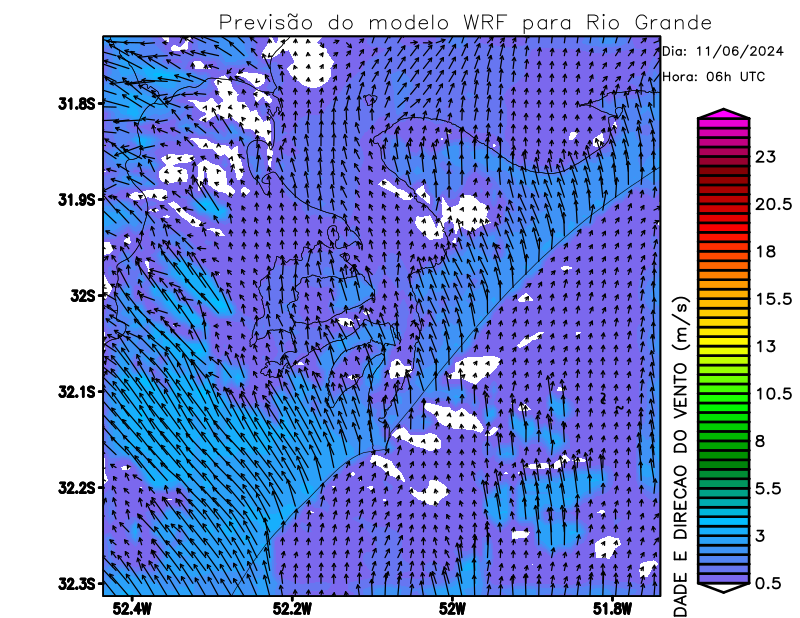 Previsão do modelo WRF para Rio Grande
Dia: 11/06/2024
Hora: 06h UTC
31.8S
31.9S
32S
32.1S
32.2S
32.3S
52.4W
52.2W
52W
51.8W
DADE E DIRECAO DO VENTO (m/s)
23
20.5
18
15.5
13
10.5
8
5.5
3
0.5